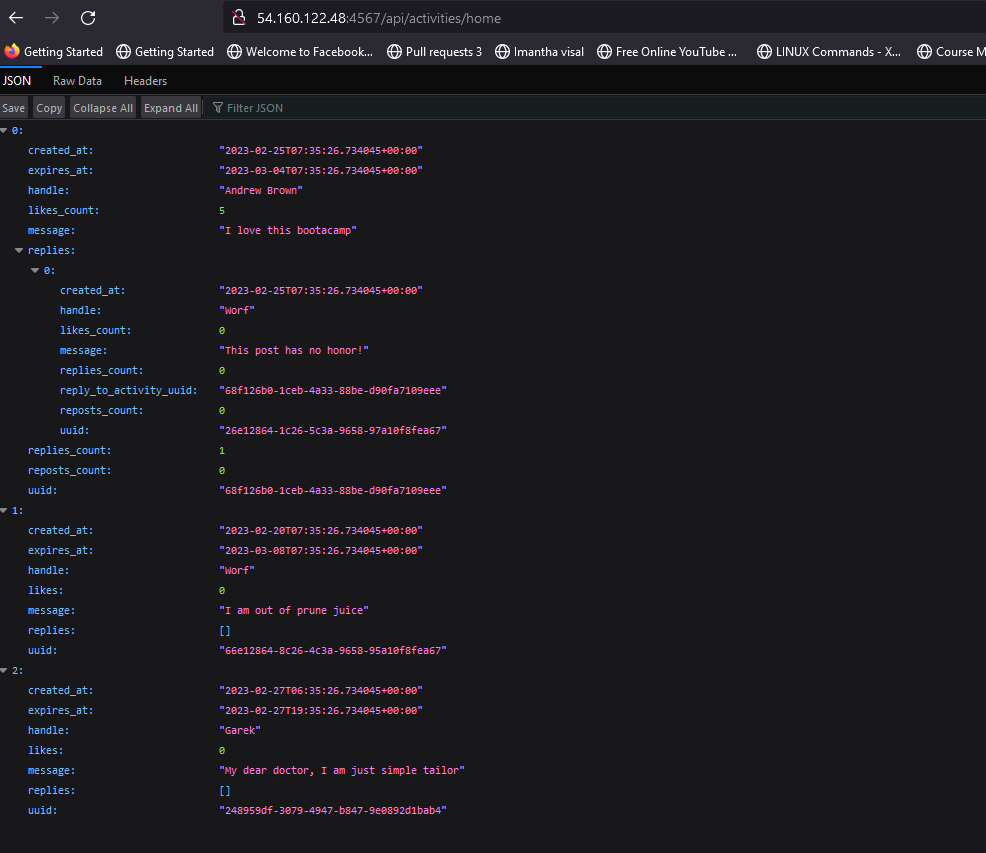 54.160.122.48:4567/api/activities/home
Getting Started Getting Started Welcome to Facebook... Pull requests 3 Imantha visal Free Online YouTube ... LINUX Commands - X... Course M
JSON Raw Data Headers
Save Copy Collapse All Expand All Filter JSON
0:
created_at: "2023-02-25T07:35:26.734045+00:00"
expires_at: "2023-03-04T07:35:26.734045+00:00"
handle: "Andrew Brown"
likes_count: 5
message: "I love this bootacamp"
replies:
0:
created_at: "2023-02-25T07:35:26.734045+00:00"
handle: "Worf"
likes_count: 0
message: "This post has no honor!"
replies_count: 0
reply_to_activity_uuid: "68f126b0-1ceb-4a33-88be-d90fa7109eee"
reposts_count: 0
uuid: "26e12864-1c26-5c3a-9658-97a10f8fea67"
replies_count: 1
reposts_count: 0
uuid: "68f126b0-1ceb-4a33-88be-d90fa7109eee"
1:
created_at: "2023-02-20T07:35:26.734045+00:00"
expires_at: "2023-03-08T07:35:26.734045+00:00"
handle: "Worf"
likes: 0
message: "I am out of prune juice"
replies: []
uuid: "66e12864-8c26-4c3a-9658-95a10f8fea67"
2:
created_at: "2023-02-27T06:35:26.734045+00:00"
expires_at: "2023-02-27T19:35:26.734045+00:00"
handle: "Garek"
likes: 0
message: "My dear doctor, I am just simple tailor"
replies: []
uuid: "248959df-3079-4947-b847-9e0892d1bab4"